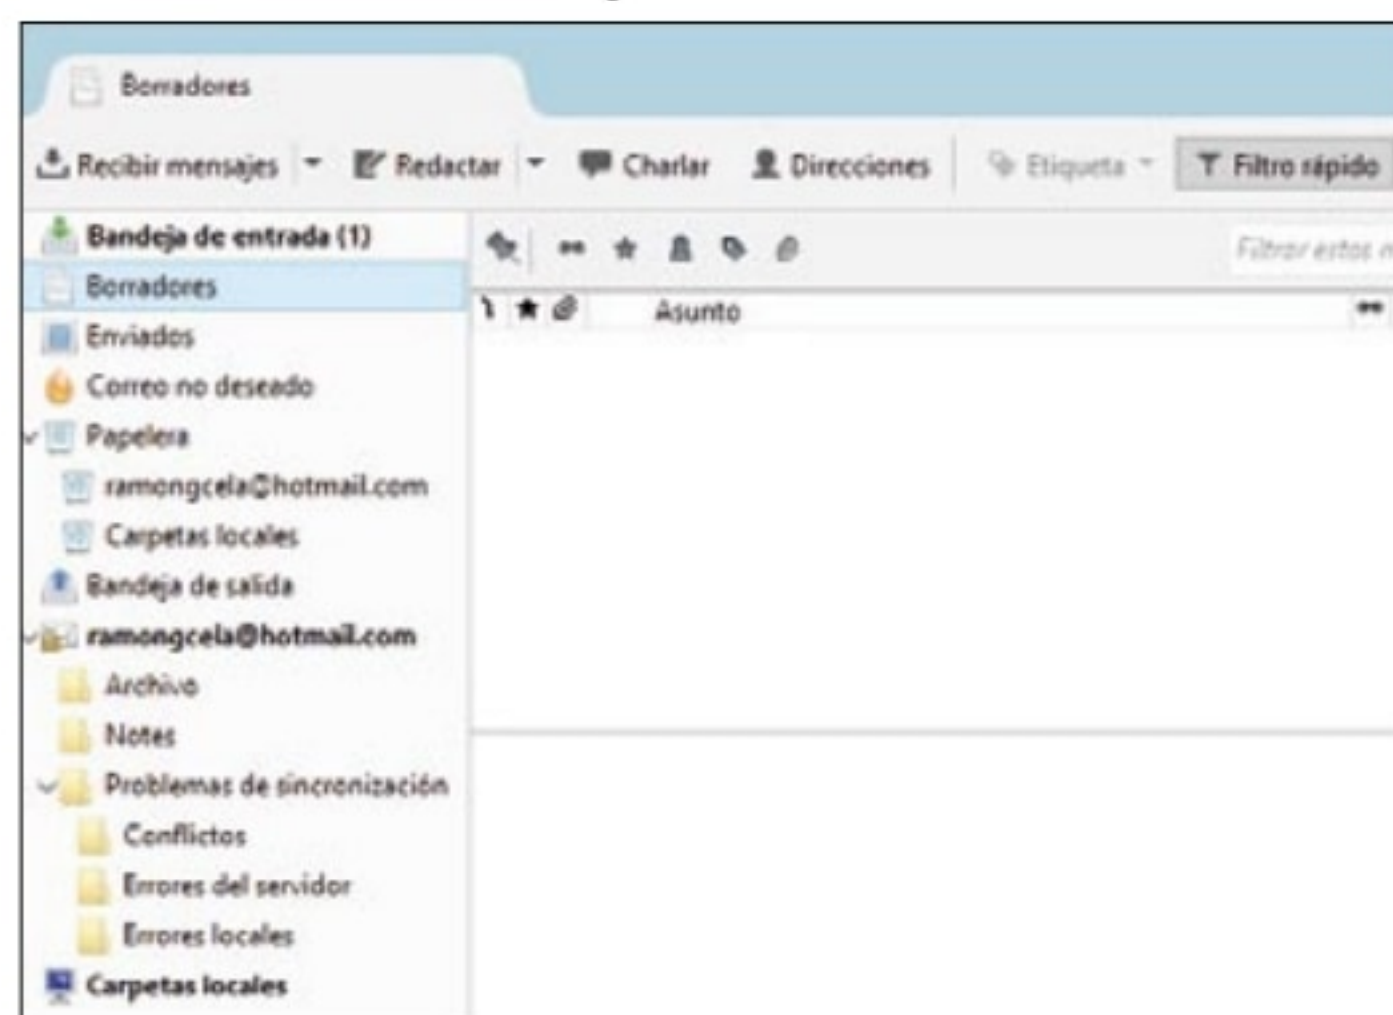 Borradores
Recibir mensajes Redactar Charlar Direcciones Etiqueta Filtro rápido
Bandeja de entrada (1)
Filtrar estos m
Borradores
Asunto
Enviados
Correo no deseado
Papelera
ramongcela@hotmail.com
Carpetas locales
Bandeja de salida
ramongcela@hotmail.com
Archivo
Notes
Problemas de sincronización
Conflictos
Errores del servidor
Errores locales
Carpetas locales